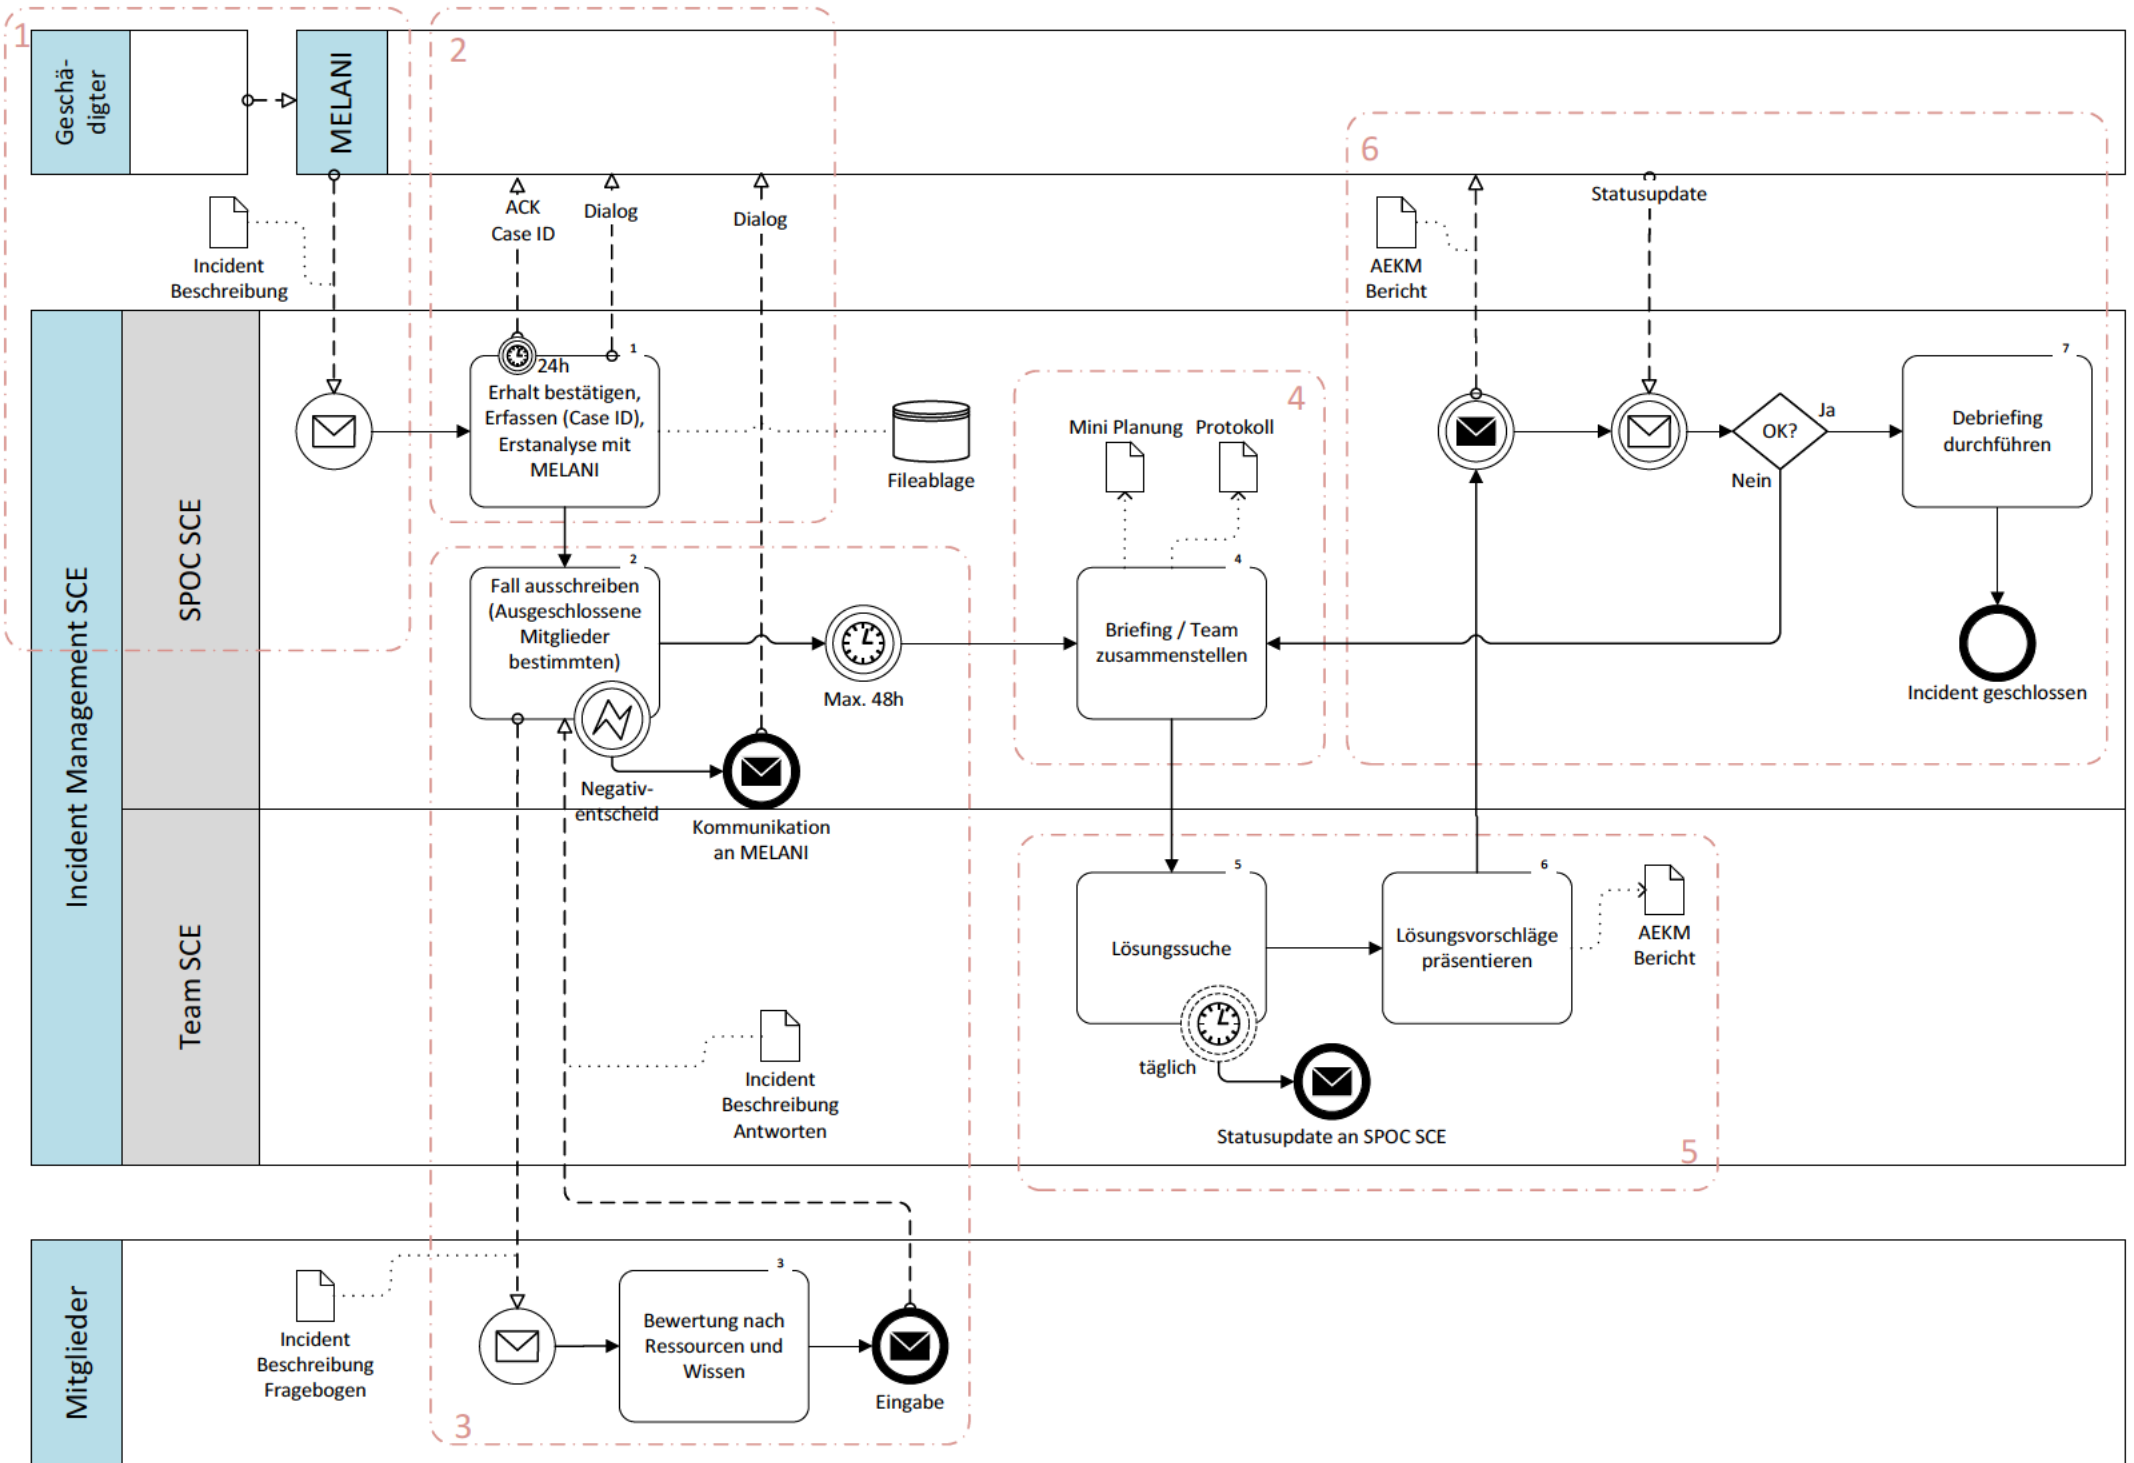 1
Geschä-
digter
MELANI
2
6
Incident
Beschreibung
ACK
Case ID
Dialog
Dialog
AEKM
Bericht
Statusupdate
Incident Management SCE
SPOC SCE
24h
1
Erhalt bestätigen,
Erfassen (Case ID),
Erstanalyse mit
MELANI
Fileablage
4
Mini Planung
Protokoll
OK?
Ja
Nein
7
Debriefing
durchführen
2
Fall ausschreiben
(Ausgeschlossene
Mitglieder
bestimmten)
Max. 48h
4
Briefing / Team
zusammenstellen
Incident geschlossen
Negativ-
entscheid
Kommunikation
an MELANI
Team SCE
5
Lösungssuche
6
Lösungsvorschläge
präsentieren
AEKM
Bericht
täglich
Statusupdate an SPOC SCE
5
Incident
Beschreibung
Antworten
Mitglieder
Incident
Beschreibung
Fragebogen
3
Bewertung nach
Ressourcen und
Wissen
Eingabe
3